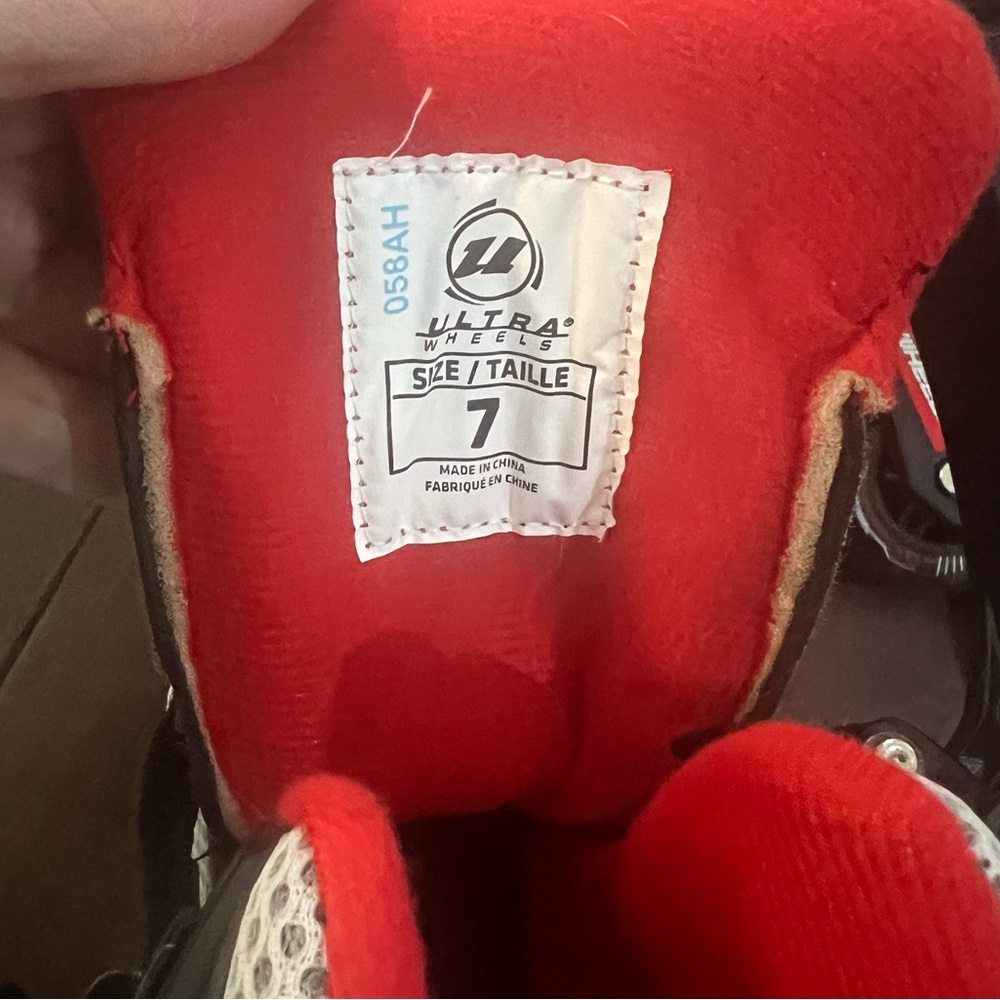 058AH
U
ULTRA®
WHEELS
SIZE / TAILLE
7
MADE IN CHINA
FABRIQUÉ EN CHINE